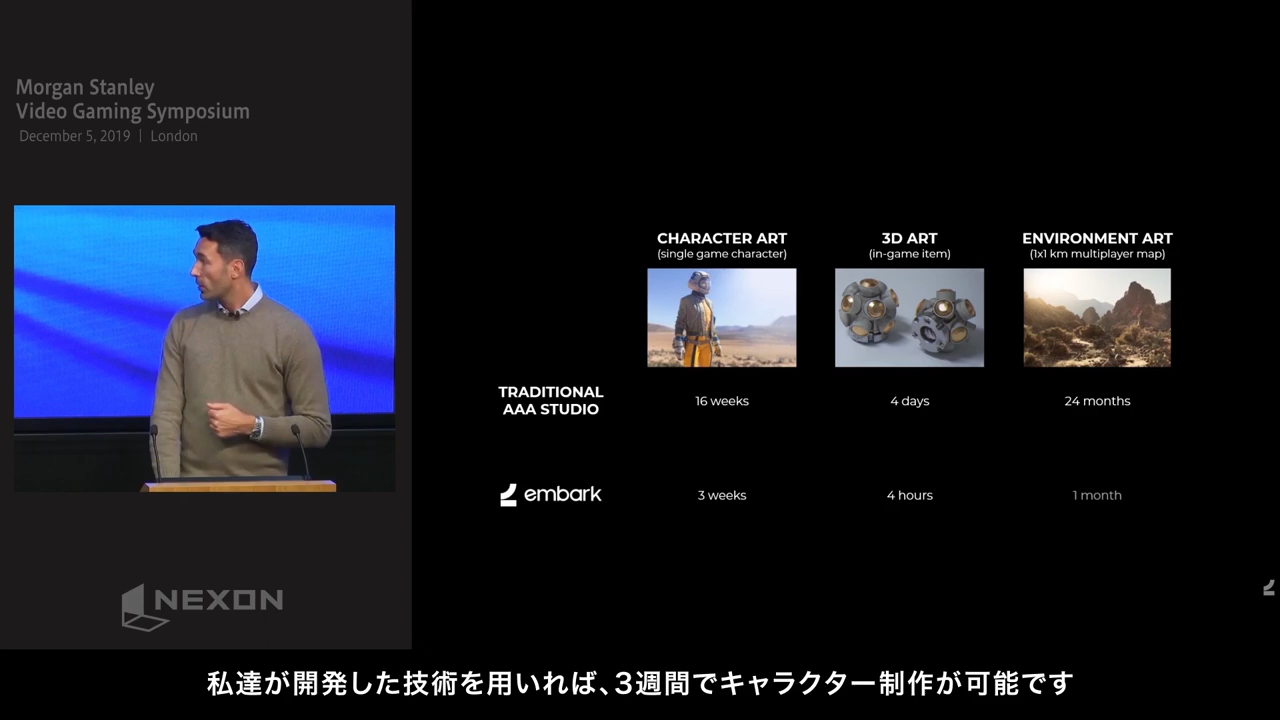 Morgan Stanley
Video Gaming Symposium
December 5, 2019 | London
CHARACTER ART
(single game character)
3D ART
(in-game item)
ENVIRONMENT ART
(1x1 km multiplayer map)
TRADITIONAL
AAA STUDIO
16 weeks
4 days
24 months
embark
3 weeks
4 hours
1 month
NEXON
私達が開発した技術を用いれば、3週間でキャラクター制作が可能です